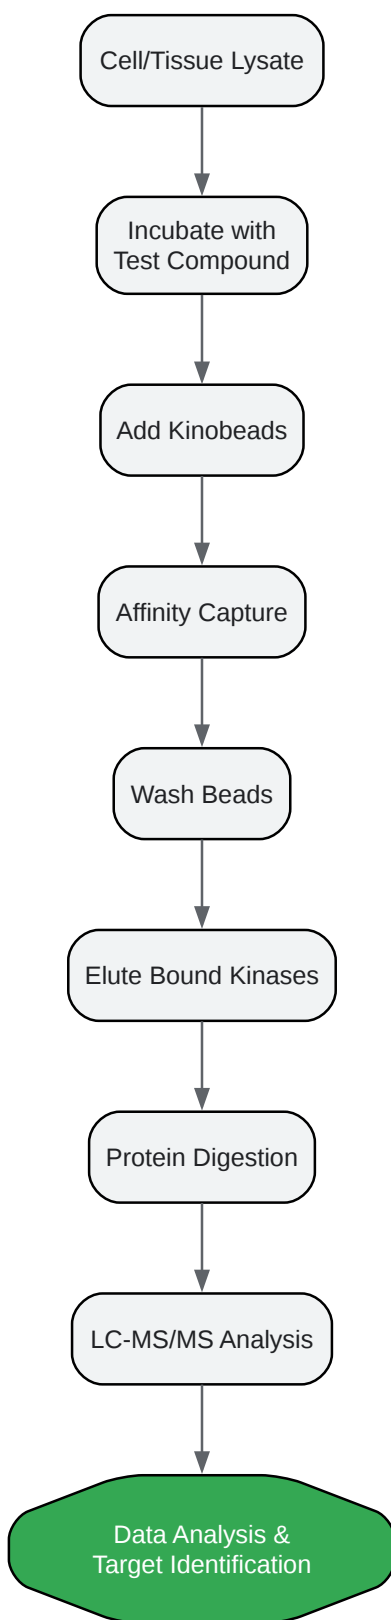 Cell/Tissue Lysate
Incubate with
Test Compound
Add Kinobeads
Affinity Capture
Wash Beads
Elute Bound Kinases
Protein Digestion
LC-MS/MS Analysis
Data Analysis &
Target Identification